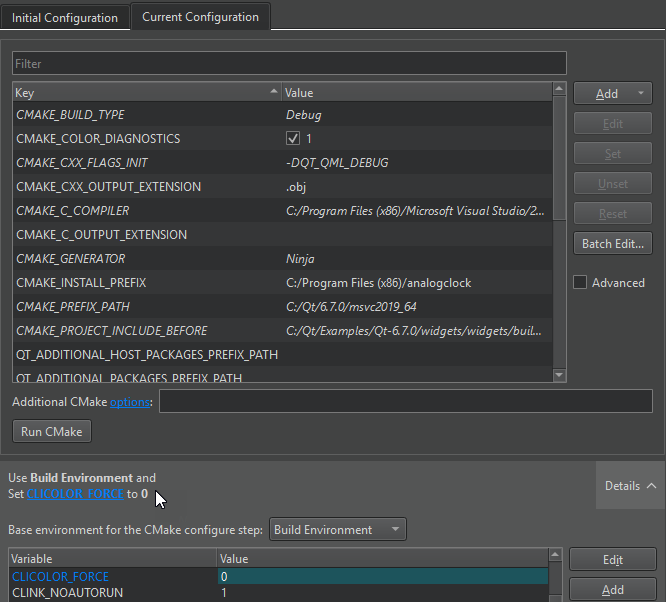 Initial Configuration Current Configuration
Filter
Key Value
CMAKE_BUILD_TYPE Debug
CMAKE_COLOR_DIAGNOSTICS 1
CMAKE_CXX_FLAGS_INIT -DQT_QML_DEBUG
CMAKE_CXX_OUTPUT_EXTENSION .obj
CMAKE_C_COMPILER C:/Program Files (x86)/Microsoft Visual Studio/2...
CMAKE_C_OUTPUT_EXTENSION
CMAKE_GENERATOR Ninja
CMAKE_INSTALL_PREFIX C:/Program Files (x86)/analogclock
CMAKE_PREFIX_PATH C:/Qt/6.7.0/msvc2019_64
CMAKE_PROJECT_INCLUDE_BEFORE C:/Qt/Examples/Qt-6.7.0/widgets/widgets/buil...
QT_ADDITIONAL_HOST_PACKAGES_PREFIX_PATH
QT_ADDITIONAL_PACKAGES_PREFIX_PATH
Add
Edit
Set
Unset
Reset
Batch Edit...
Advanced
Additional CMake options:
Run CMake
Use Build Environment and
Set CLICOLOR_FORCE to 0
Details
Base environment for the CMake configure step: Build Environment
Variable Value
CLICOLOR_FORCE 0
CLINK_NOAUTORUN 1
Edit
Add